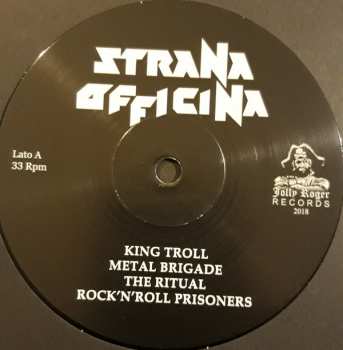 STRANA
OFFICINA
Lato A
33 Rpm
Jolly Roger
RECORDS
2018
KING TROLL
METAL BRIGADE
THE RITUAL
ROCK'N'ROLL PRISONERS